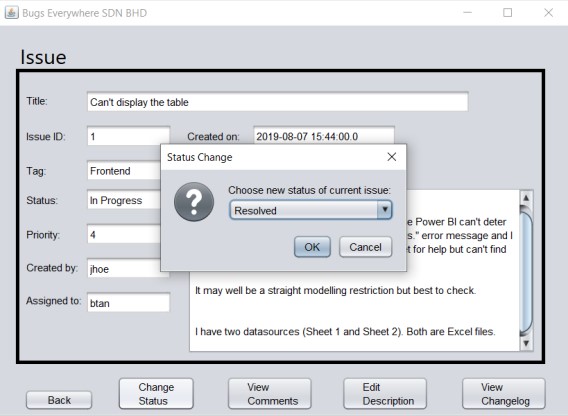 Bugs Everywhere SDN BHD
Issue
Title:
Can't display the table
Issue ID:
1
Created on:
2019-08-07 15:44:00.0
Tag:
Frontend
Status:
In Progress
Priority:
4
Created by:
jhoe
Assigned to:
btan
Status Change
Choose new status of current issue:
Resolved
OK
Cancel
Power BI can't deter
error message and I
for help but can't find
It may well be a straight modelling restriction but best to check.
I have two datasources (Sheet 1 and Sheet 2). Both are Excel files.
Back
Change
Status
View
Comments
Edit
Description
View
Changelog